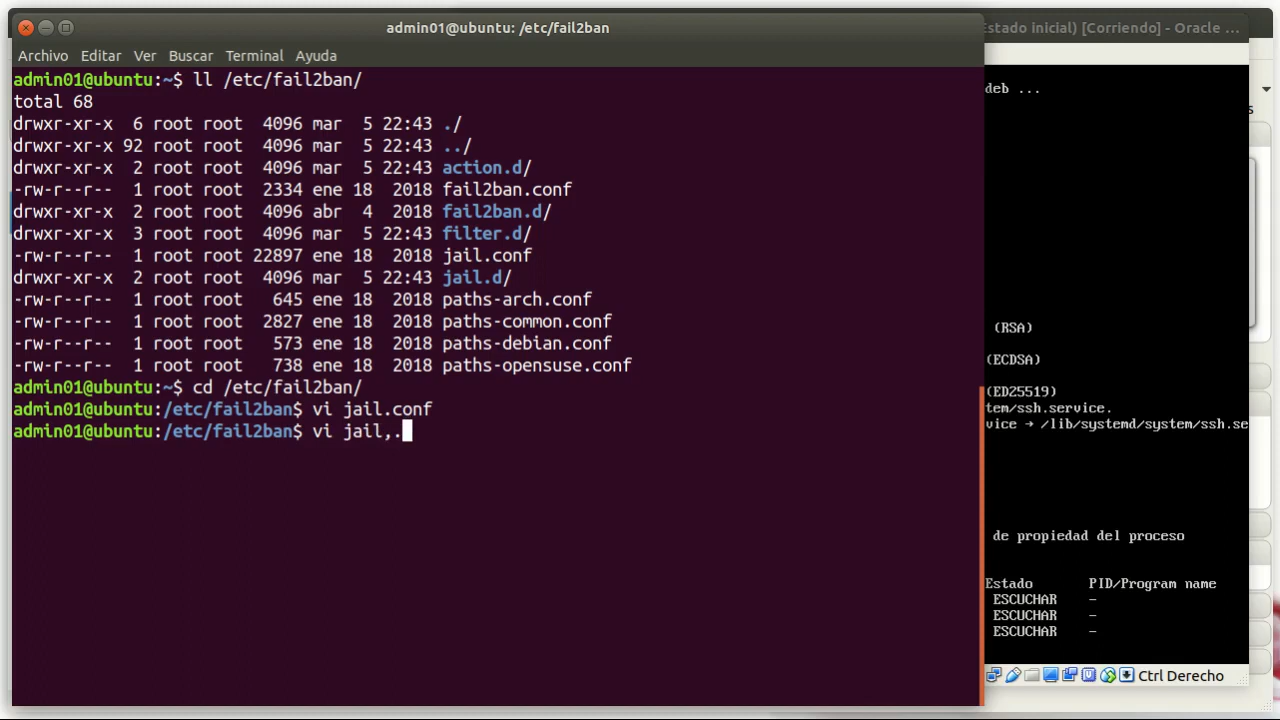 admin01@ubuntu: /etc/fail2ban
Estado inicial) [Corriendo] - Oracle ...
Archivo Editar Ver Buscar Terminal Ayuda
admin01@ubuntu:~$ ll /etc/fail2ban/
total 68
drwxr-xr-x  6 root root  4096 mar  5 22:43 ./
drwxr-xr-x 92 root root  4096 mar  5 22:43 ../
drwxr-xr-x  2 root root  4096 mar  5 22:43 action.d/
-rw-r--r--  1 root root  2334 ene 18  2018 fail2ban.conf
drwxr-xr-x  2 root root  4096 abr  4  2018 fail2ban.d/
drwxr-xr-x  3 root root  4096 mar  5 22:43 filter.d/
-rw-r--r--  1 root root 22897 ene 18  2018 jail.conf
drwxr-xr-x  2 root root  4096 mar  5 22:43 jail.d/
-rw-r--r--  1 root root   645 ene 18  2018 paths-arch.conf
-rw-r--r--  1 root root  2827 ene 18  2018 paths-common.conf
-rw-r--r--  1 root root   573 ene 18  2018 paths-debian.conf
-rw-r--r--  1 root root   738 ene 18  2018 paths-opensuse.conf
admin01@ubuntu:~$ cd /etc/fail2ban/
admin01@ubuntu:/etc/fail2ban$ vi jail.conf
admin01@ubuntu:/etc/fail2ban$ vi jail,.
deb ...
(RSA)
(ECDSA)
(ED25519)
tem/ssh.service.
vice → /lib/systemd/system/ssh.se
de propiedad del proceso
Estado PID/Program name
ESCUCHAR -
ESCUCHAR -
ESCUCHAR -
Ctrl Derecho